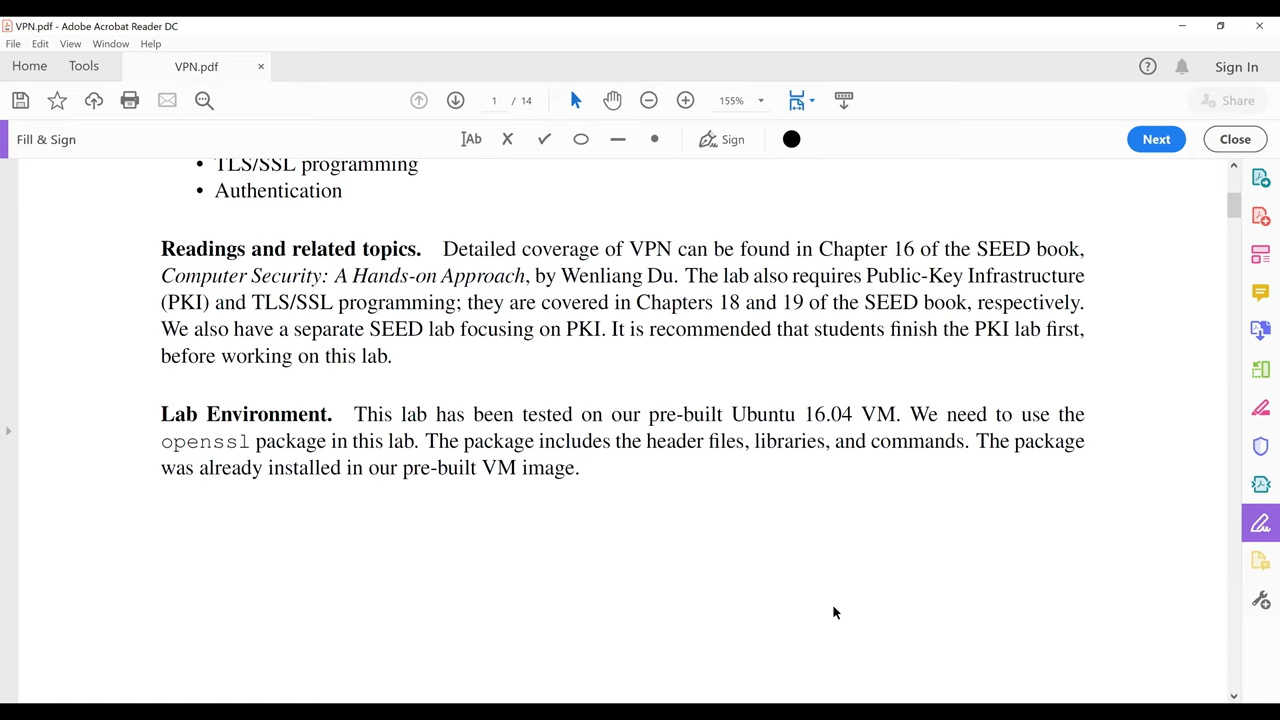 VPN.pdf - Adobe Acrobat Reader DC
File Edit View Window Help
Home Tools VPN.pdf × Sign In
1 / 14 155% Share
Fill & Sign IAb Sign Next Close
• TLS/SSL programming
• Authentication
Readings and related topics. Detailed coverage of VPN can be found in Chapter 16 of the SEED book,
Computer Security: A Hands-on Approach, by Wenliang Du. The lab also requires Public-Key Infrastructure
(PKI) and TLS/SSL programming; they are covered in Chapters 18 and 19 of the SEED book, respectively.
We also have a separate SEED lab focusing on PKI. It is recommended that students finish the PKI lab first,
before working on this lab.
Lab Environment. This lab has been tested on our pre-built Ubuntu 16.04 VM. We need to use the
openssl package in this lab. The package includes the header files, libraries, and commands. The package
was already installed in our pre-built VM image.